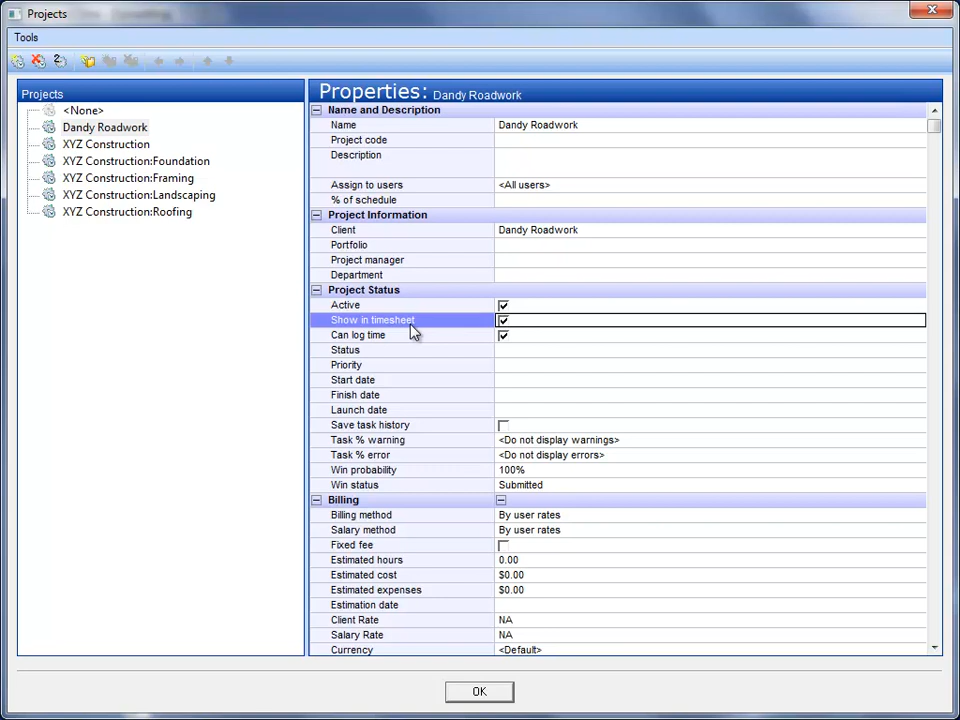 Projects
Tools
Projects
<None>
Dandy Roadwork
XYZ Construction
XYZ Construction:Foundation
XYZ Construction:Framing
XYZ Construction:Landscaping
XYZ Construction:Roofing
Properties: Dandy Roadwork
Name and Description
Name Dandy Roadwork
Project code
Description
Assign to users <All users>
% of schedule
Project Information
Client Dandy Roadwork
Portfolio
Project manager
Department
Project Status
Active
Show in timesheet
Can log time
Status
Priority
Start date
Finish date
Launch date
Save task history
Task % warning <Do not display warnings>
Task % error <Do not display errors>
Win probability 100%
Win status Submitted
Billing
Billing method By user rates
Salary method By user rates
Fixed fee
Estimated hours 0.00
Estimated cost $0.00
Estimated expenses $0.00
Estimation date
Client Rate NA
Salary Rate NA
Currency <Default>
OK